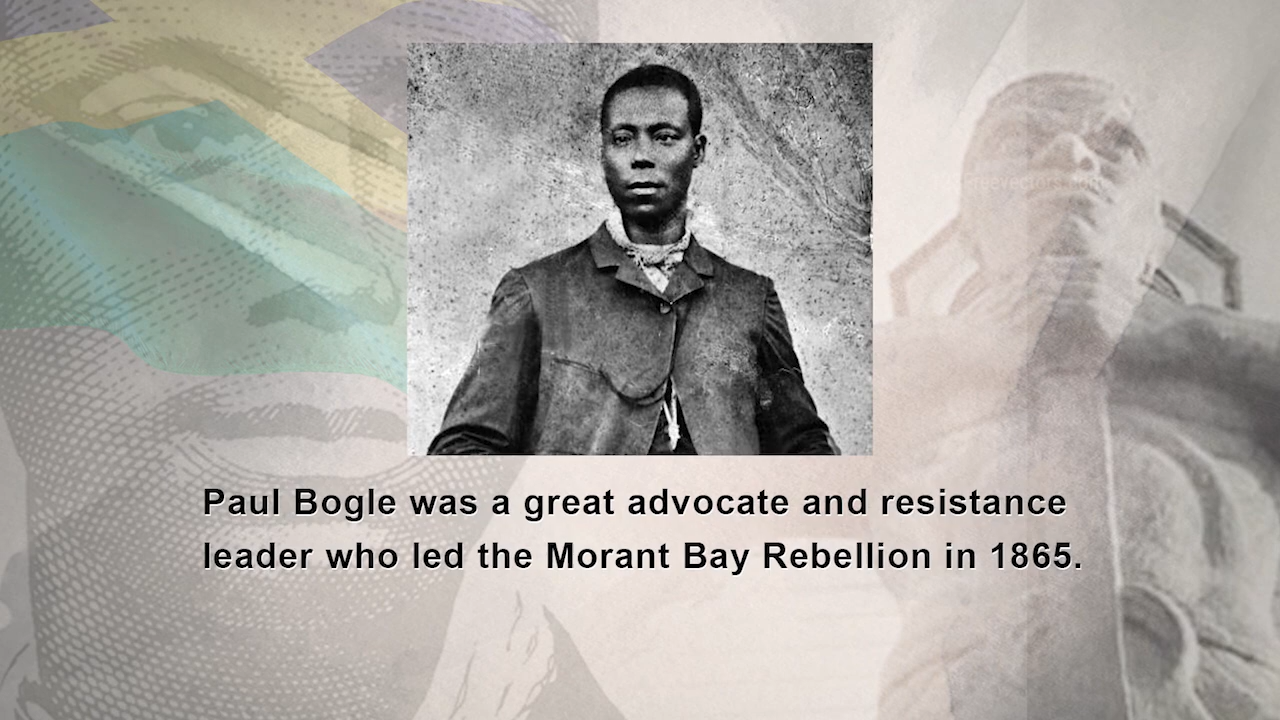 Paul Bogle was a great advocate and resistance
leader who led the Morant Bay Rebellion in 1865.